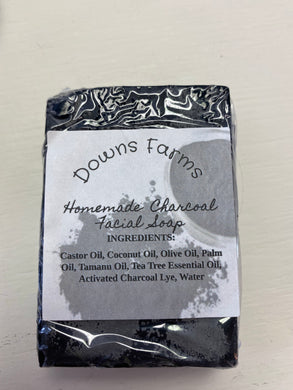 Downs Farms
Homemade Charcoal
Facial Soap
INGREDIENTS:
Castor Oil, Coconut Oil, Olive Oil, Palm
Oil, Tamanu Oil, Tea Tree Essential Oil,
Activated Charcoal Lye, Water